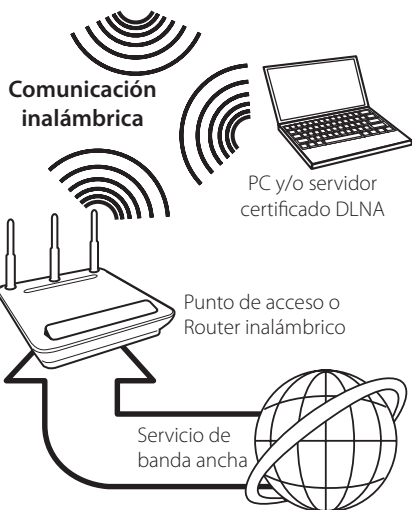 Comunicación
inalámbrica
PC y/o servidor
certificado DLNA
Punto de acceso o
Router inalámbrico
Servicio de
banda ancha